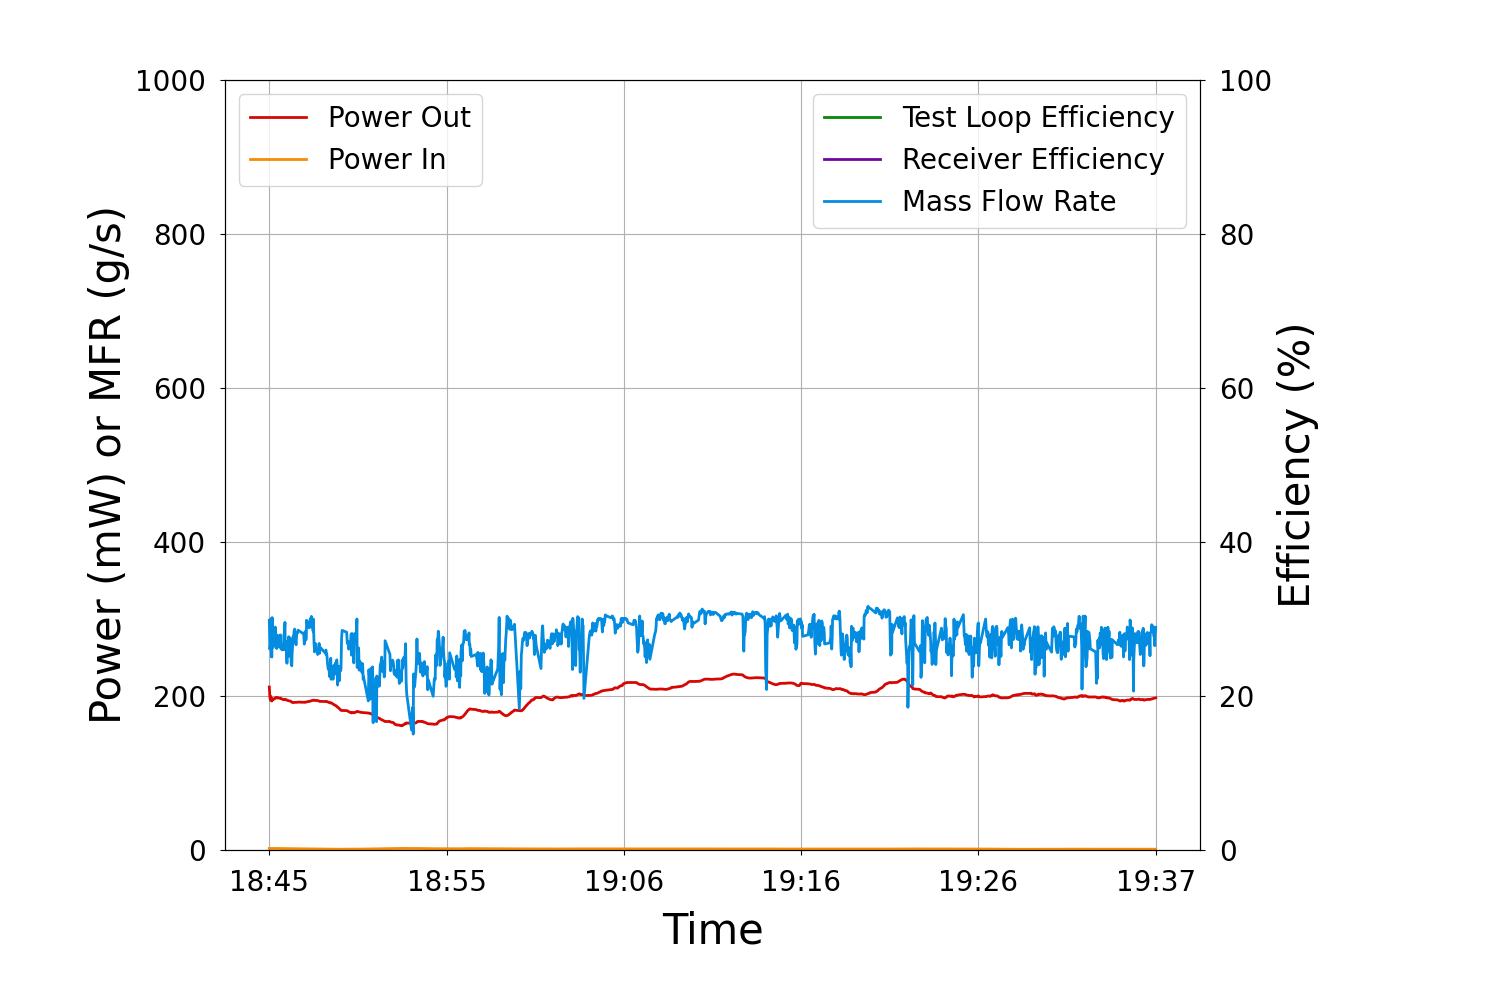 1000
800
600
400
200
0
Power (mW) or MFR (g/s)
Power Out
Power In
Test Loop Efficiency
Receiver Efficiency
Mass Flow Rate
100
80
60
40
20
0
Efficiency (%)
18:45 18:55 19:06 19:16 19:26 19:37
Time